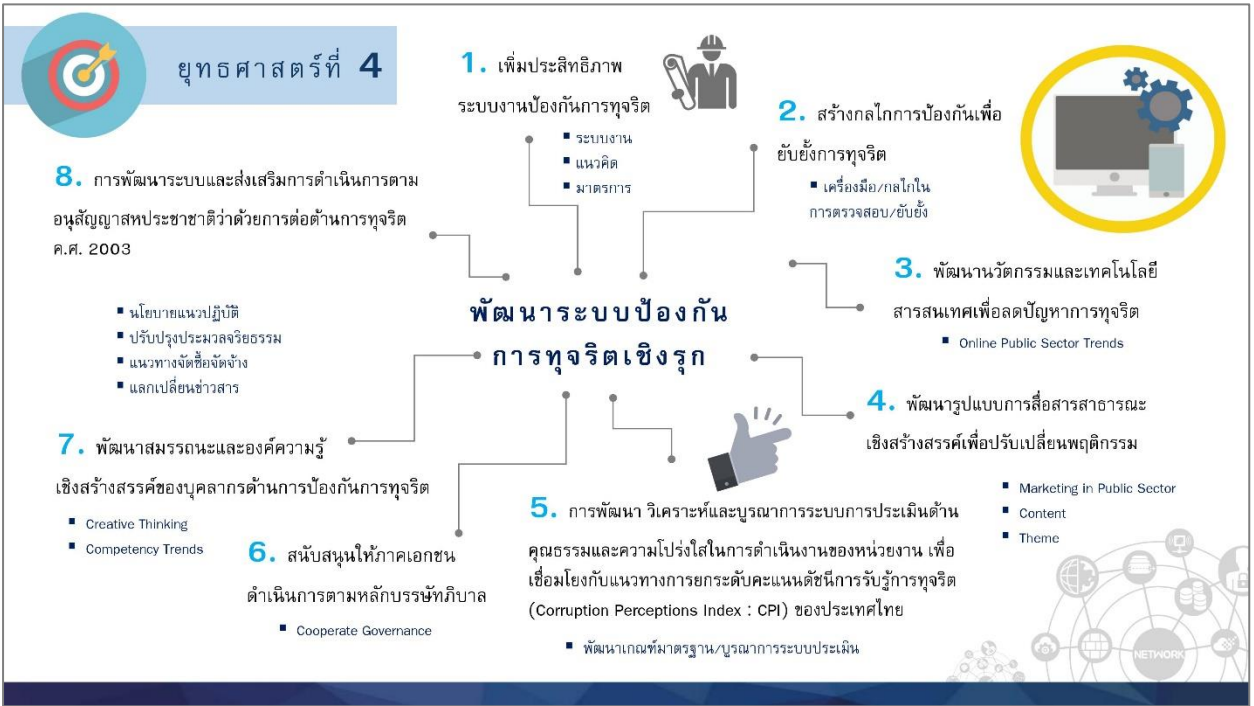 ยุทธศาสตร์ที่ 4
1. เพิ่มประสิทธิภาพ
ระบบงานป้องกันการทุจริต
▪ ระบบงาน
▪ แนวคิด
▪ มาตรการ
2. สร้างกลไกการป้องกันเพื่อ
ยับยั้งการทุจริต
▪ เครื่องมือ/กลไกใน
การตรวจสอบ/ยับยั้ง
3. พัฒนานวัตกรรมและเทคโนโลยี
สารสนเทศเพื่อลดปัญหาการทุจริต
▪ Online Public Sector Trends
พัฒนาระบบป้องกัน
การทุจริตเชิงรุก
4. พัฒนารูปแบบการสื่อสารสาธารณะ
เชิงสร้างสรรค์เพื่อปรับเปลี่ยนพฤติกรรม
▪ Marketing in Public Sector
▪ Content
▪ Theme
5. การพัฒนา วิเคราะห์และบูรณาการระบบการประเมินด้าน
คุณธรรมและความโปร่งใสในการดำเนินงานของหน่วยงาน เพื่อ
เชื่อมโยงกับแนวทางการยกระดับคะแนนดัชนีการรับรู้การทุจริต
(Corruption Perceptions Index : CPI) ของประเทศไทย
▪ พัฒนาเกณฑ์มาตรฐาน/บูรณาการระบบประเมิน
6. สนับสนุนให้ภาคเอกชน
ดำเนินการตามหลักบรรษัทภิบาล
▪ Cooperate Governance
7. พัฒนาสมรรถนะและองค์ความรู้
เชิงสร้างสรรค์ของบุคลากรด้านการป้องกันการทุจริต
▪ Creative Thinking
▪ Competency Trends
8. การพัฒนาระบบและส่งเสริมการดำเนินการตาม
อนุสัญญาสหประชาชาติว่าด้วยการต่อต้านการทุจริต
ค.ศ. 2003
▪ นโยบายแนวปฏิบัติ
▪ ปรับปรุงประมวลจริยธรรม
▪ แนวทางจัดซื้อจัดจ้าง
▪ แลกเปลี่ยนข่าวสาร
NETWORK